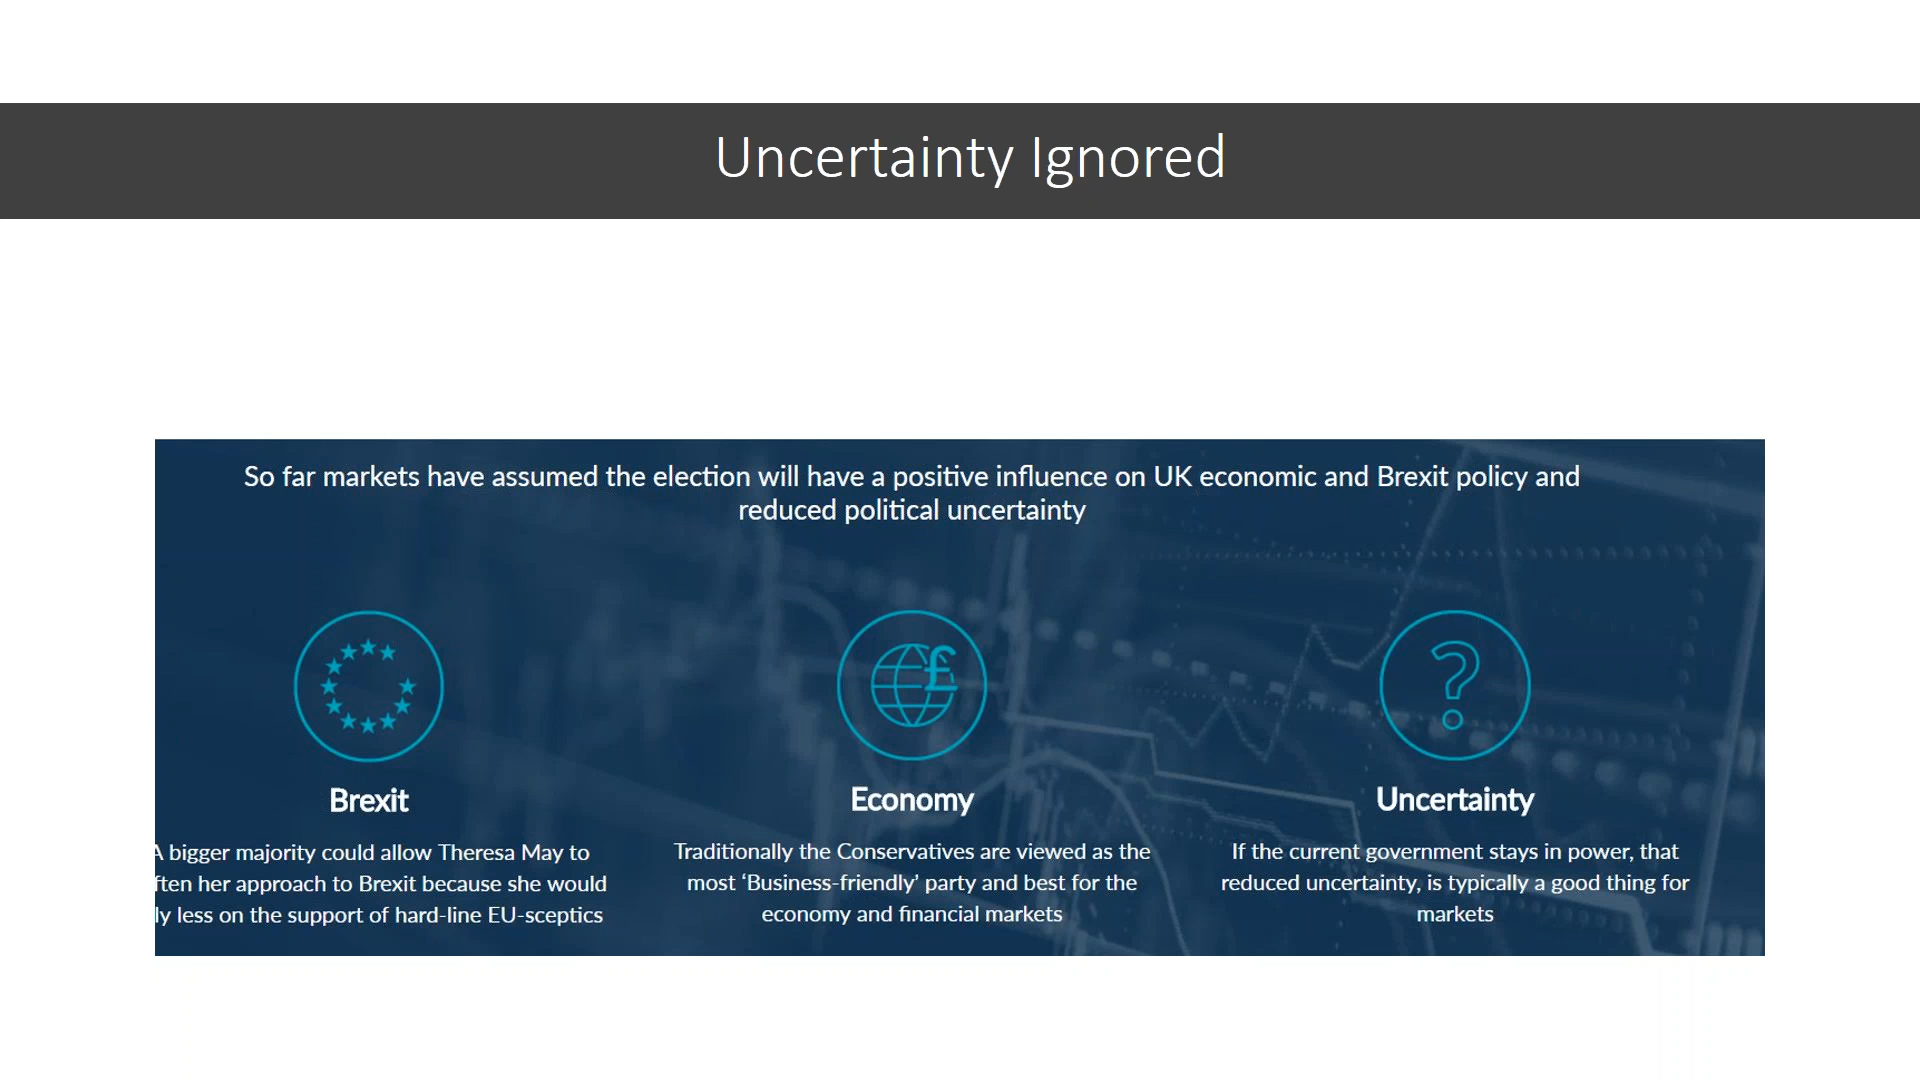 Uncertainty Ignored
So far markets have assumed the election will have a positive influence on UK economic and Brexit policy and
reduced political uncertainty
£
?
Brexit
Economy
Uncertainty
A bigger majority could allow Theresa May to
ften her approach to Brexit because she would
ly less on the support of hard-line EU-sceptics
Traditionally the Conservatives are viewed as the
most ‘Business-friendly’ party and best for the
economy and financial markets
If the current government stays in power, that
reduced uncertainty, is typically a good thing for
markets